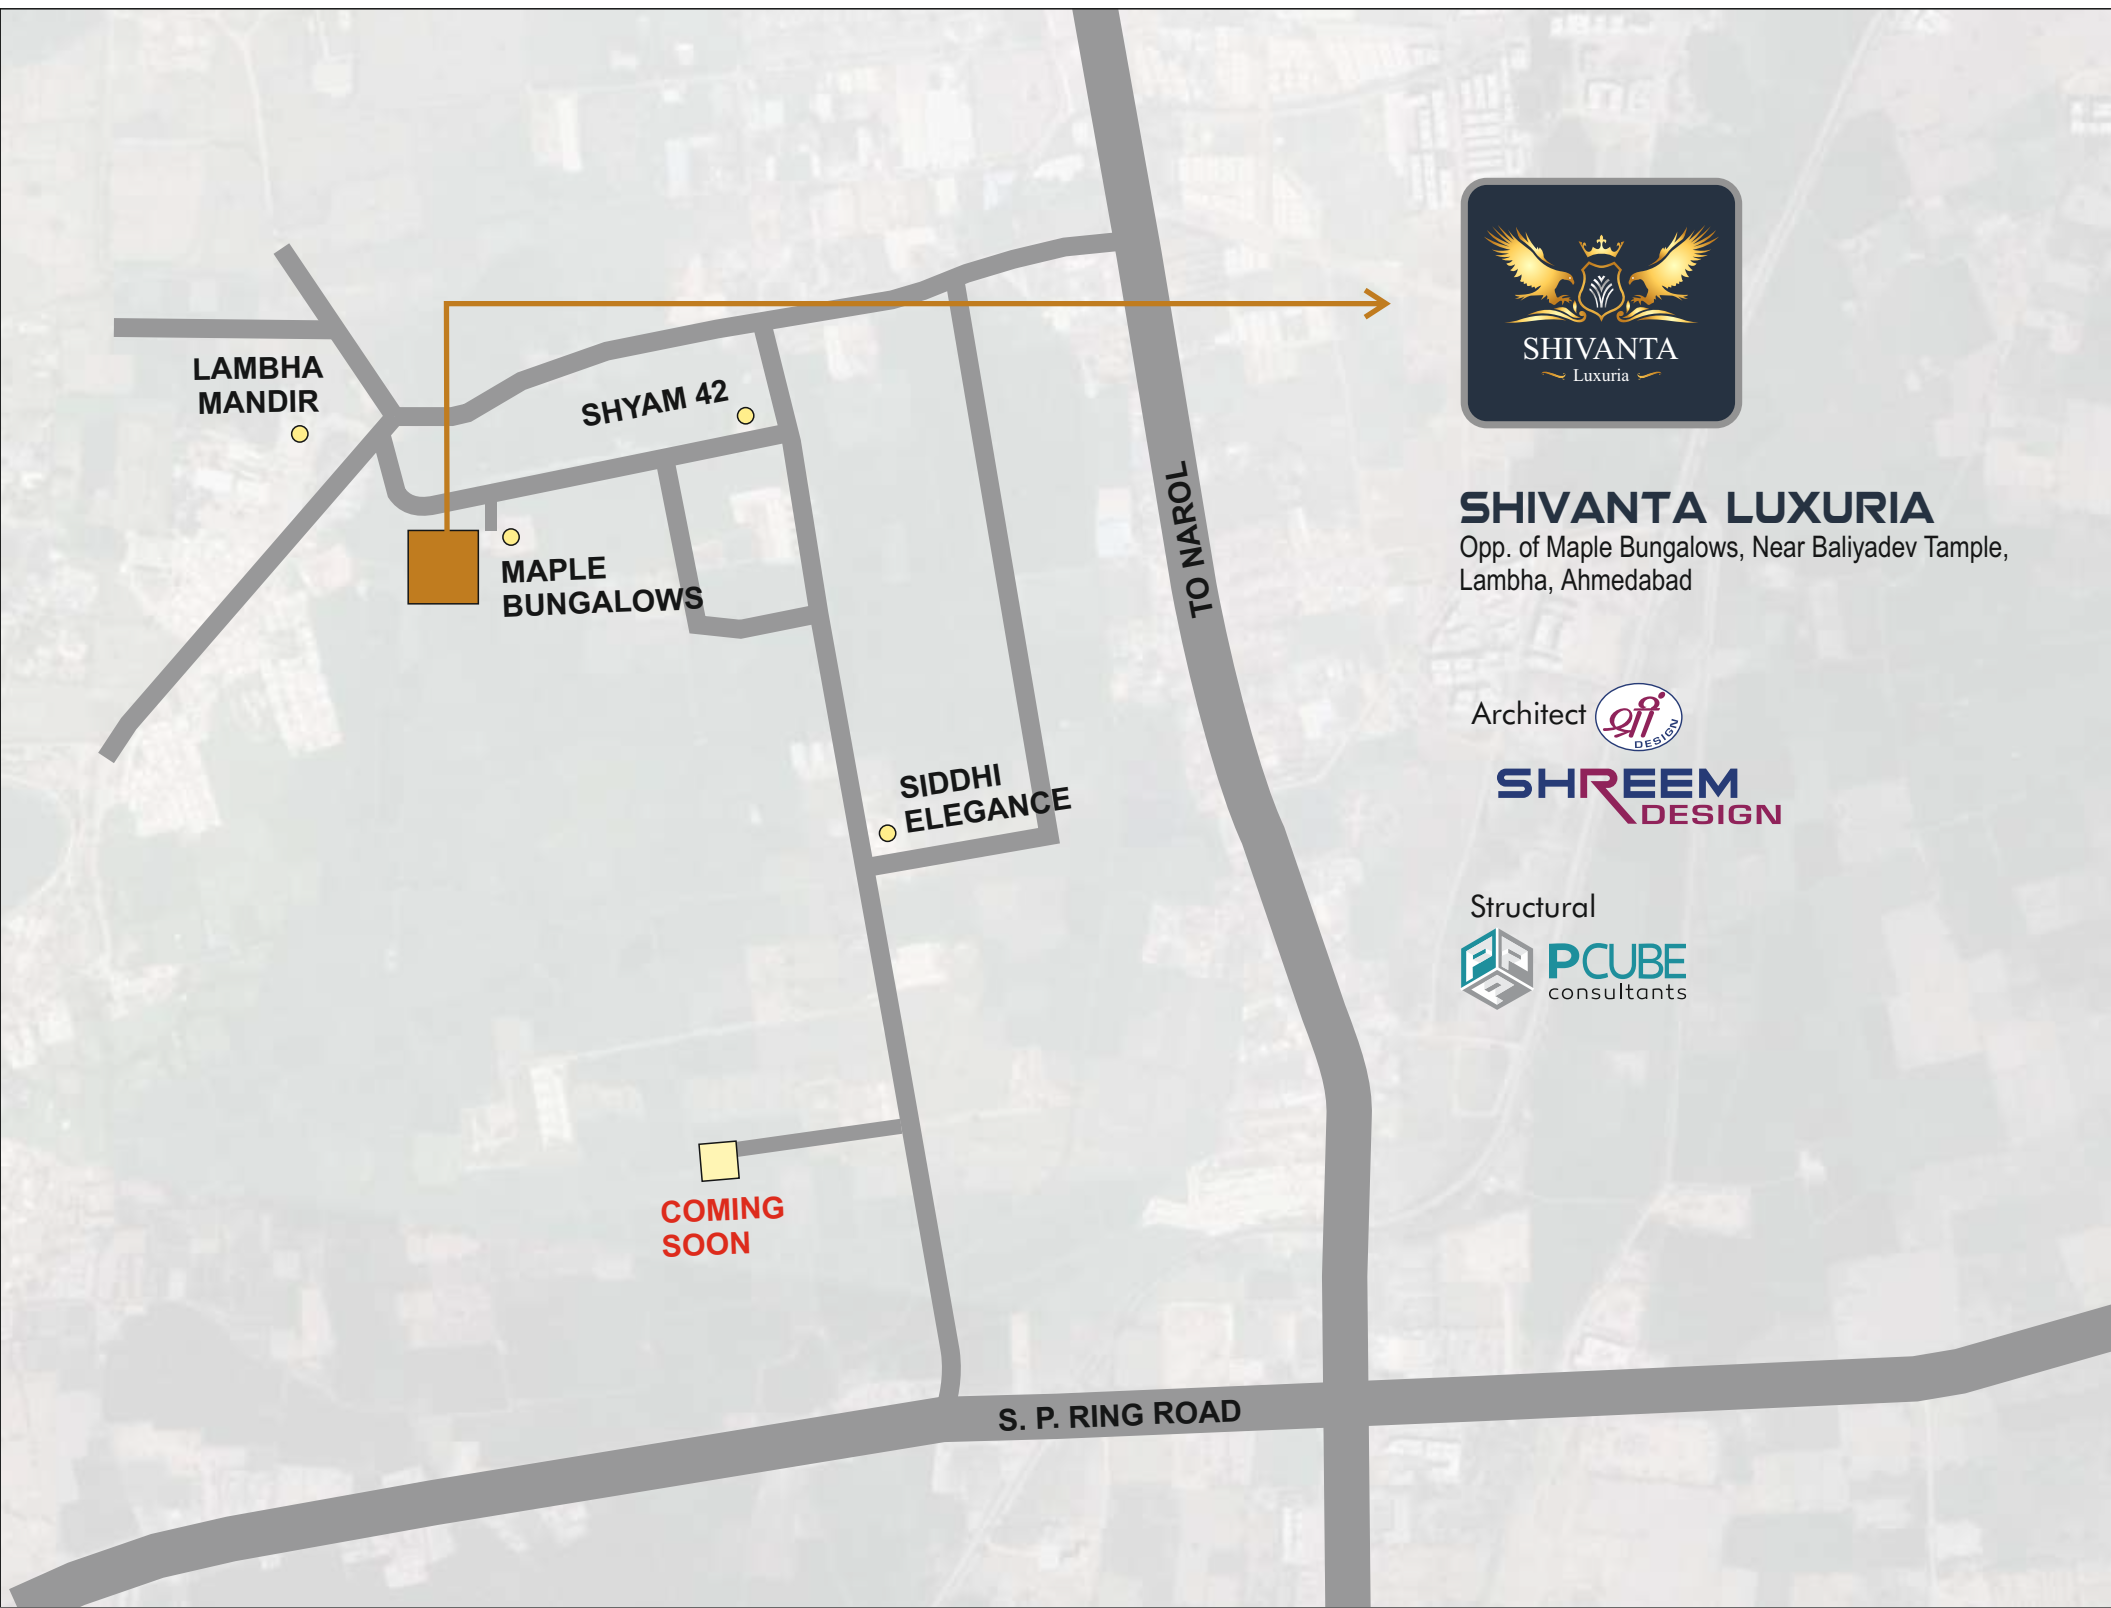 LAMBHA
MANDIR
SHYAM 42
MAPLE
BUNGALOWS
SIDDHI
ELEGANCE
TO NAROL
COMING
SOON
S. P. RING ROAD
SHIVANTA
Luxuria
SHIVANTA LUXURIA
Opp. of Maple Bungalows, Near Baliyadev Tample,
Lambha, Ahmedabad
Architect
श्री
DESIGN
SHREEM
DESIGN
Structural
PPP
PCUBE
consultants